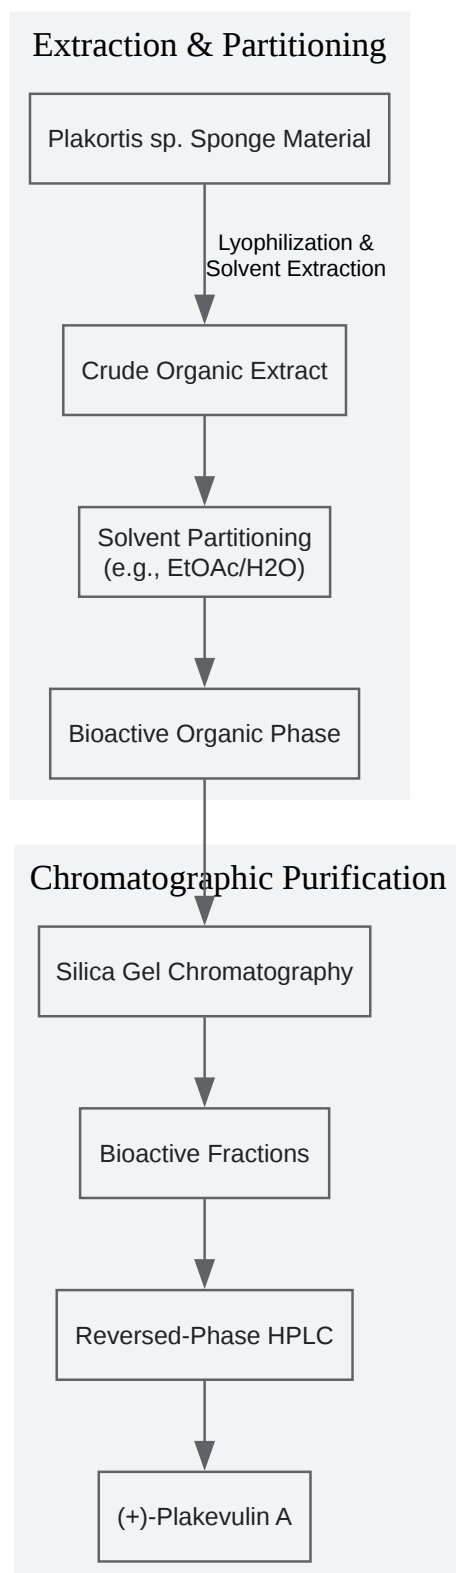 Extraction & Partitioning
Plakortis sp. Sponge Material
Lyophilization &
Solvent Extraction
Crude Organic Extract
Solvent Partitioning
(e.g., EtOAc/H2O)
Bioactive Organic Phase
Chromatographic Purification
Silica Gel Chromatography
Bioactive Fractions
Reversed-Phase HPLC
(+)-Plakevulin A